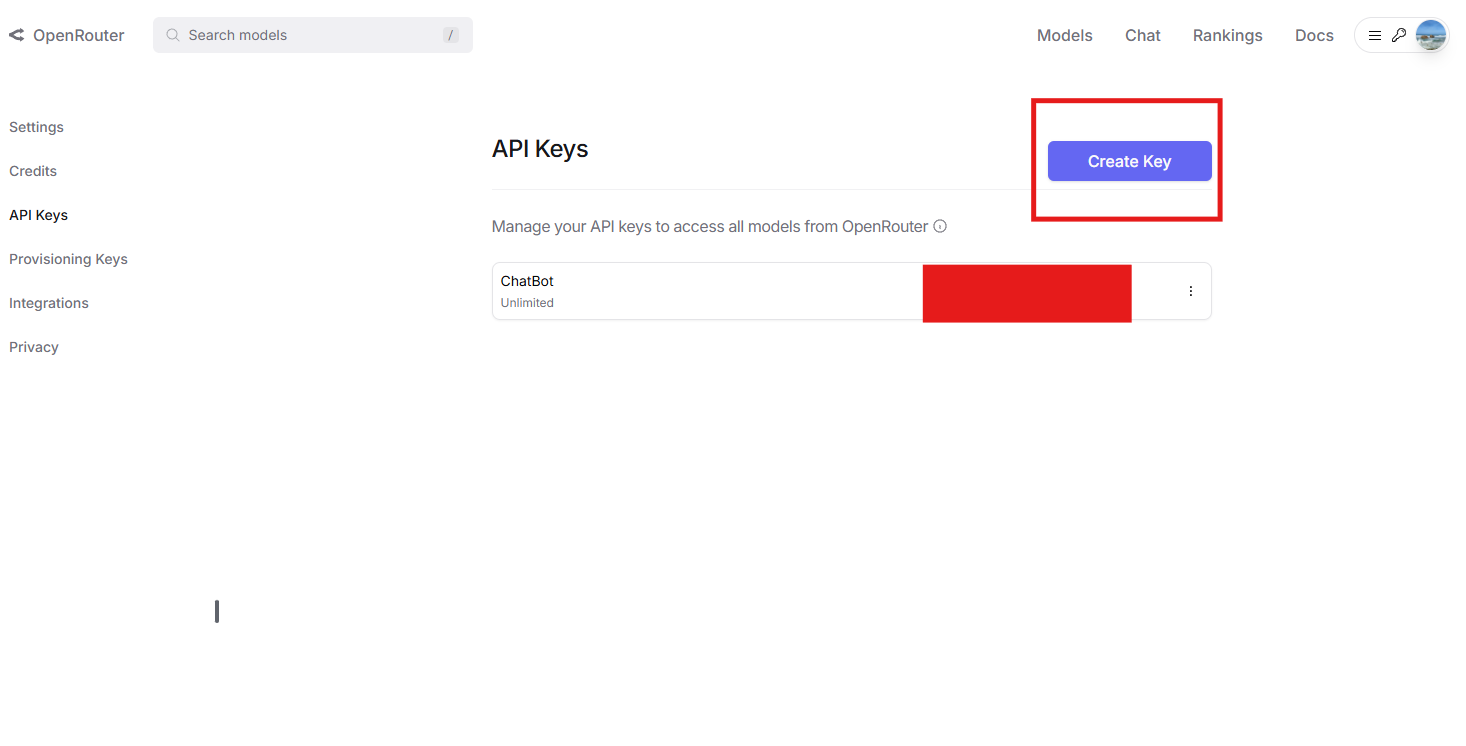 OpenRouter
Search models
/
Models
Chat
Rankings
Docs
Settings
Credits
API Keys
Provisioning Keys
Integrations
Privacy
API Keys
Create Key
Manage your API keys to access all models from OpenRouter
ChatBot
Unlimited